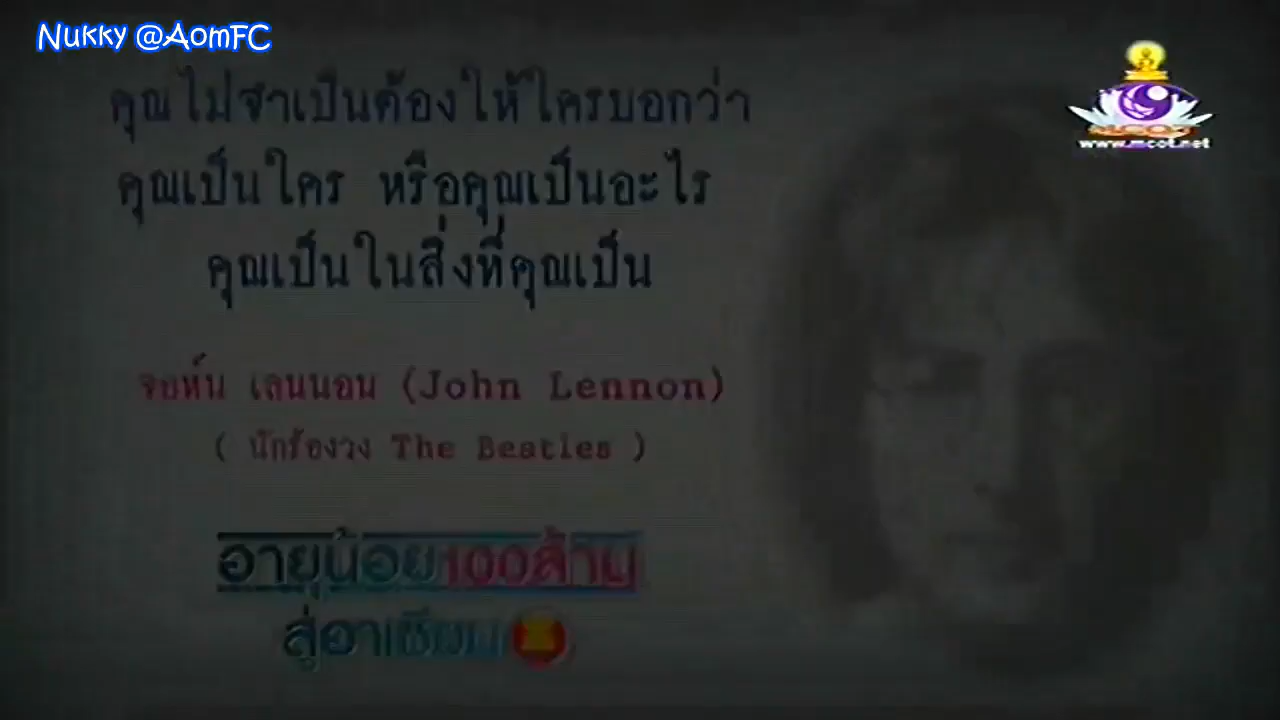 Nukky @AomFC
คุณไม่จำเป็นต้องให้ใครบอกว่า
คุณเป็นใคร หรือคุณเป็นอะไร
คุณเป็นในสิ่งที่คุณเป็น
จอห์น เลนนอน (John Lennon)
( นักร้องวง The Beatles )
อายุน้อย100ล้าน
สู่อาเซียน
MCOT
www.mcot.net